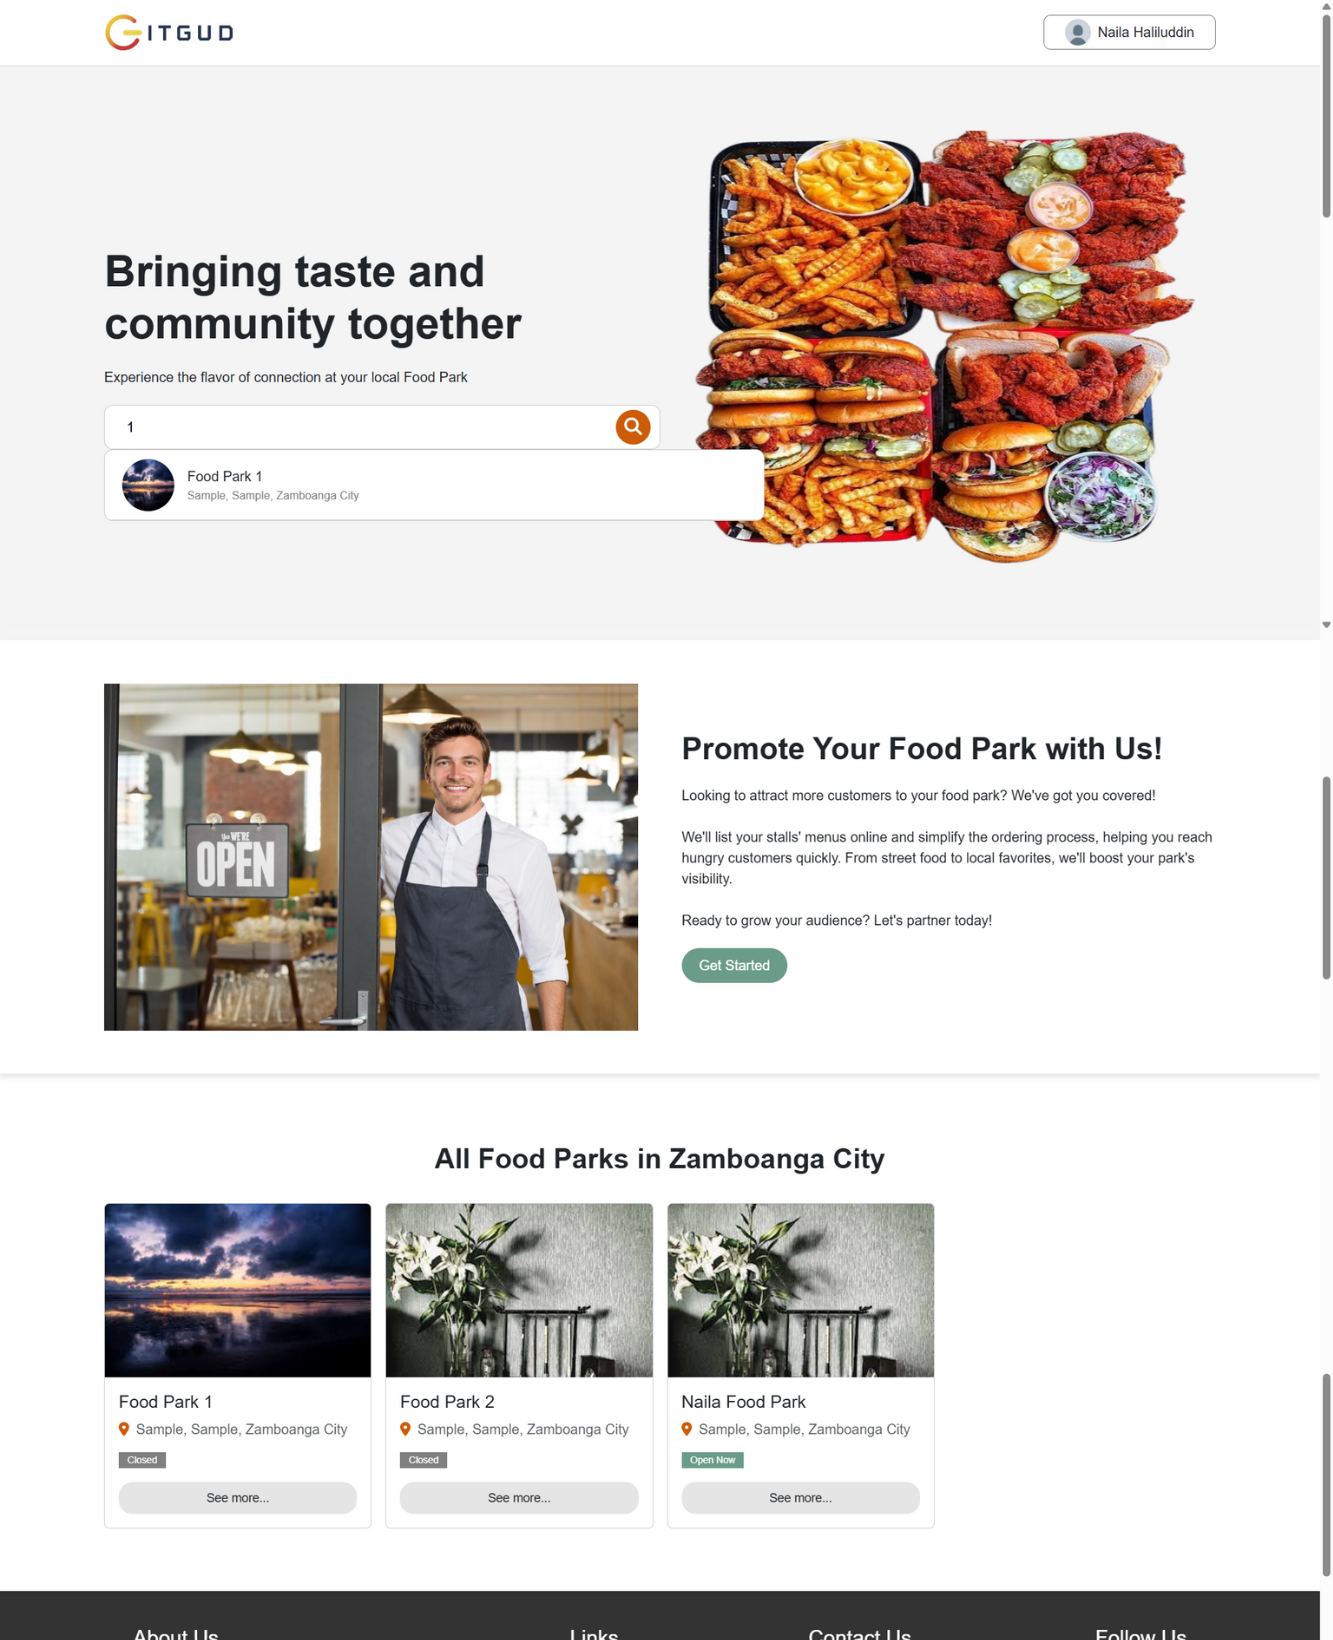 ITGUD
Naila Haliluddin
Bringing taste and
community together
Experience the flavor of connection at your local Food Park
1
Food Park 1
Sample, Sample, Zamboanga City
Yes WE'RE
OPEN
Promote Your Food Park with Us!
Looking to attract more customers to your food park? We've got you covered!
We'll list your stalls' menus online and simplify the ordering process, helping you reach
hungry customers quickly. From street food to local favorites, we'll boost your park's
visibility.
Ready to grow your audience? Let's partner today!
Get Started
All Food Parks in Zamboanga City
Food Park 1
Sample, Sample, Zamboanga City
Closed
See more...
Food Park 2
Sample, Sample, Zamboanga City
Closed
See more...
Naila Food Park
Sample, Sample, Zamboanga City
Open Now
See more...
About Us
Links
Contact Us
Follow Us